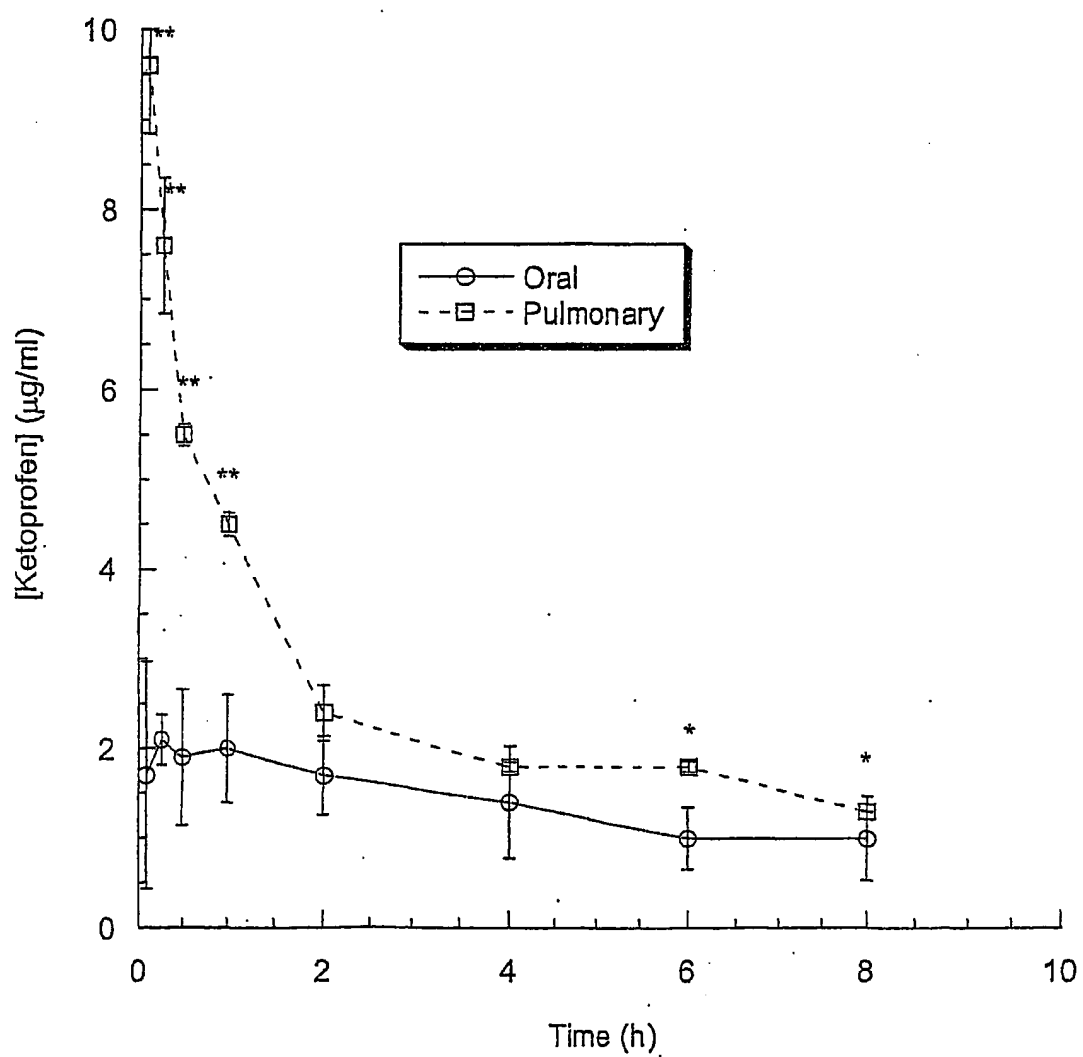 10
**
**
8
Oral
Pulmonary
6
**
**
4
[Ketoprofen] (µg/ml)
2
*
*
0
0 2 4 6 8 10
Time (h)